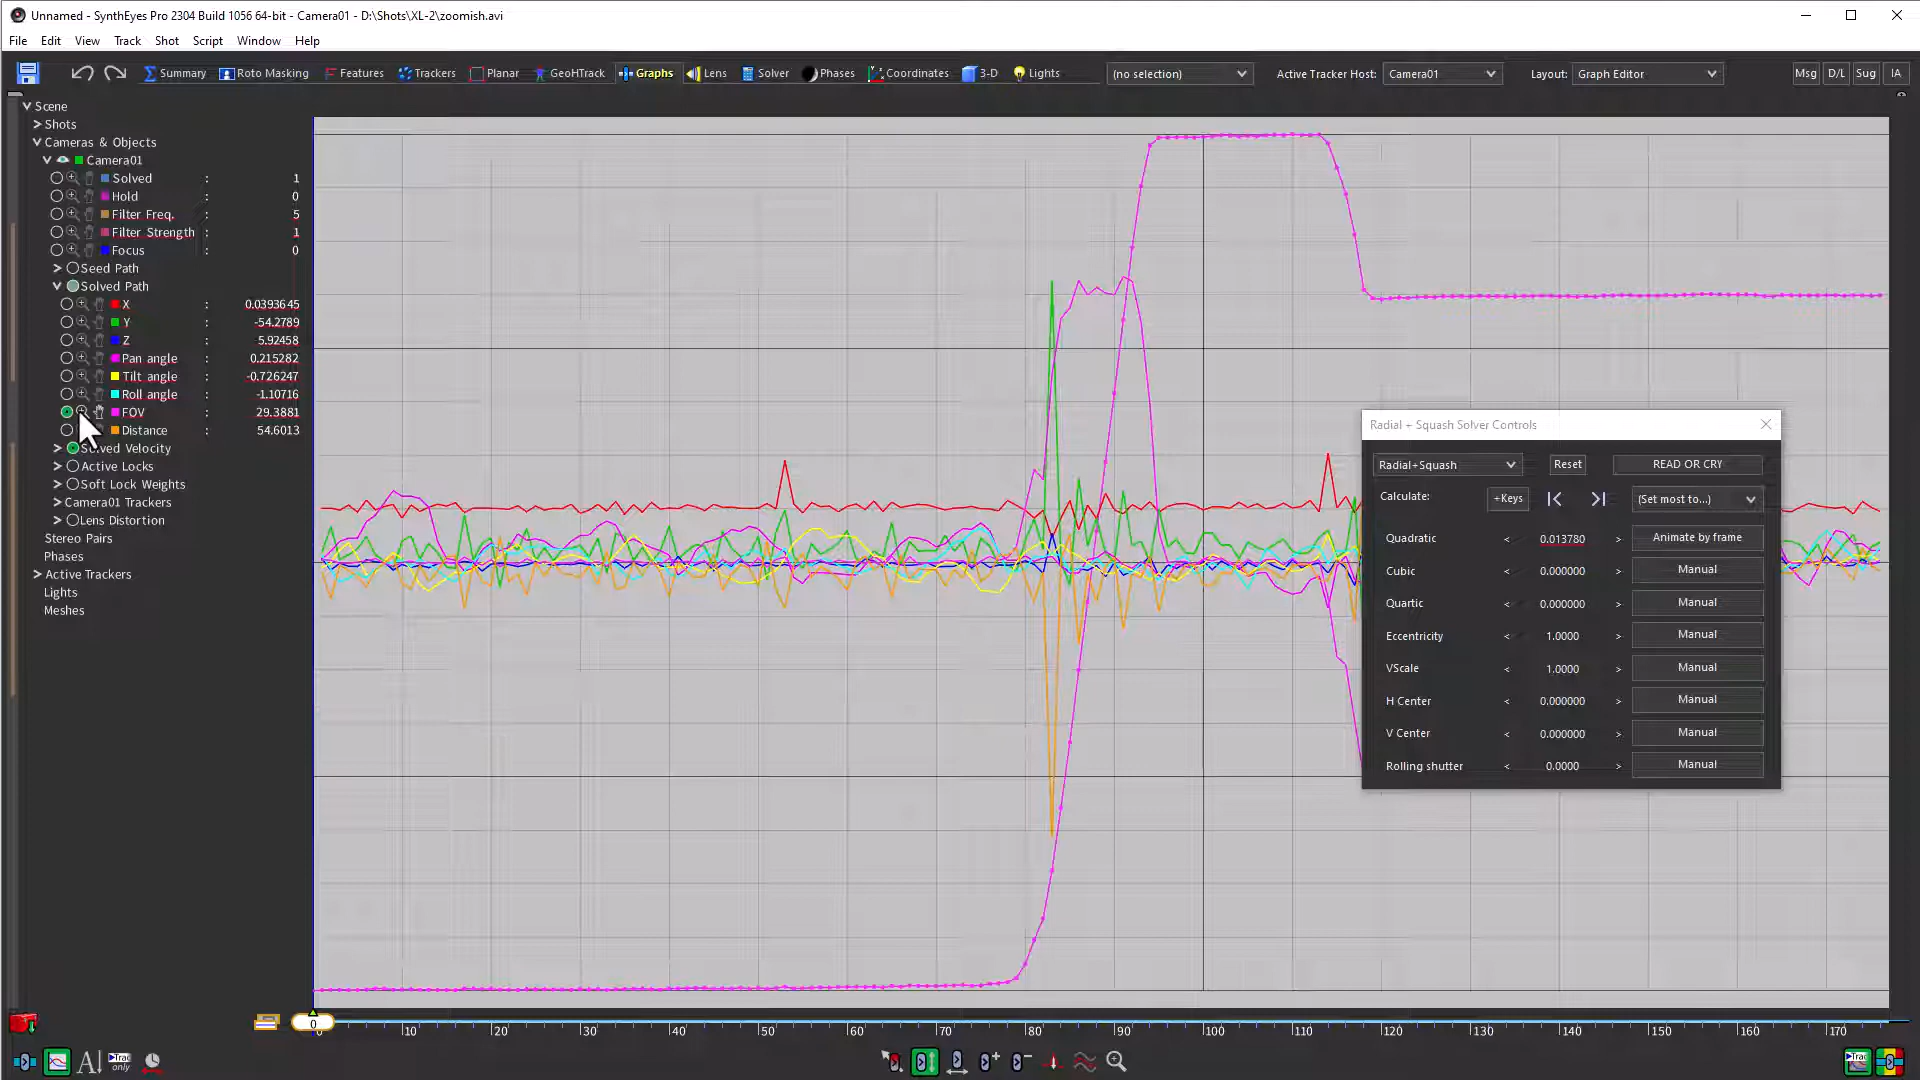 Unnamed - SynthEyes Pro 2304 Build 1056 64-bit - Camera01 - D:\Shots\XL-2\zoomish.avi
File Edit View Track Shot Script Window Help
Summary Roto Masking Features Trackers Planar GeoHTrack Graphs Lens Solver Phases Coordinates 3-D Lights (no selection) Active Tracker Host: Camera01 Layout: Graph Editor Msg D/L Sug IA
Scene
Shots
Cameras & Objects
Camera01
Solved : 1
Hold : 0
Filter Freq. : 5
Filter Strength : 1
Focus : 0
Seed Path
Solved Path
X : 0.0393645
Y : -54.2789
Z : 5.92458
Pan angle : 0.215282
Tilt angle : -0.726247
Roll angle : -1.10716
FOV : 29.3881
Distance : 54.6013
Solved Velocity
Active Locks
Soft Lock Weights
Camera01 Trackers
Lens Distortion
Stereo Pairs
Phases
Active Trackers
Lights
Meshes
Radial + Squash Solver Controls
Radial+Squash Reset READ OR CRY
Calculate: +Keys (Set most to...)
Quadratic < 0.013780 > Animate by frame
Cubic < 0.000000 > Manual
Quartic < 0.000000 > Manual
Eccentricity < 1.0000 > Manual
VScale < 1.0000 > Manual
H Center < 0.000000 > Manual
V Center < 0.000000 > Manual
Rolling shutter < 0.0000 > Manual
0 10 20 30 40 50 60 70 80 90 100 110 120 130 140 150 160 170
A Trac only